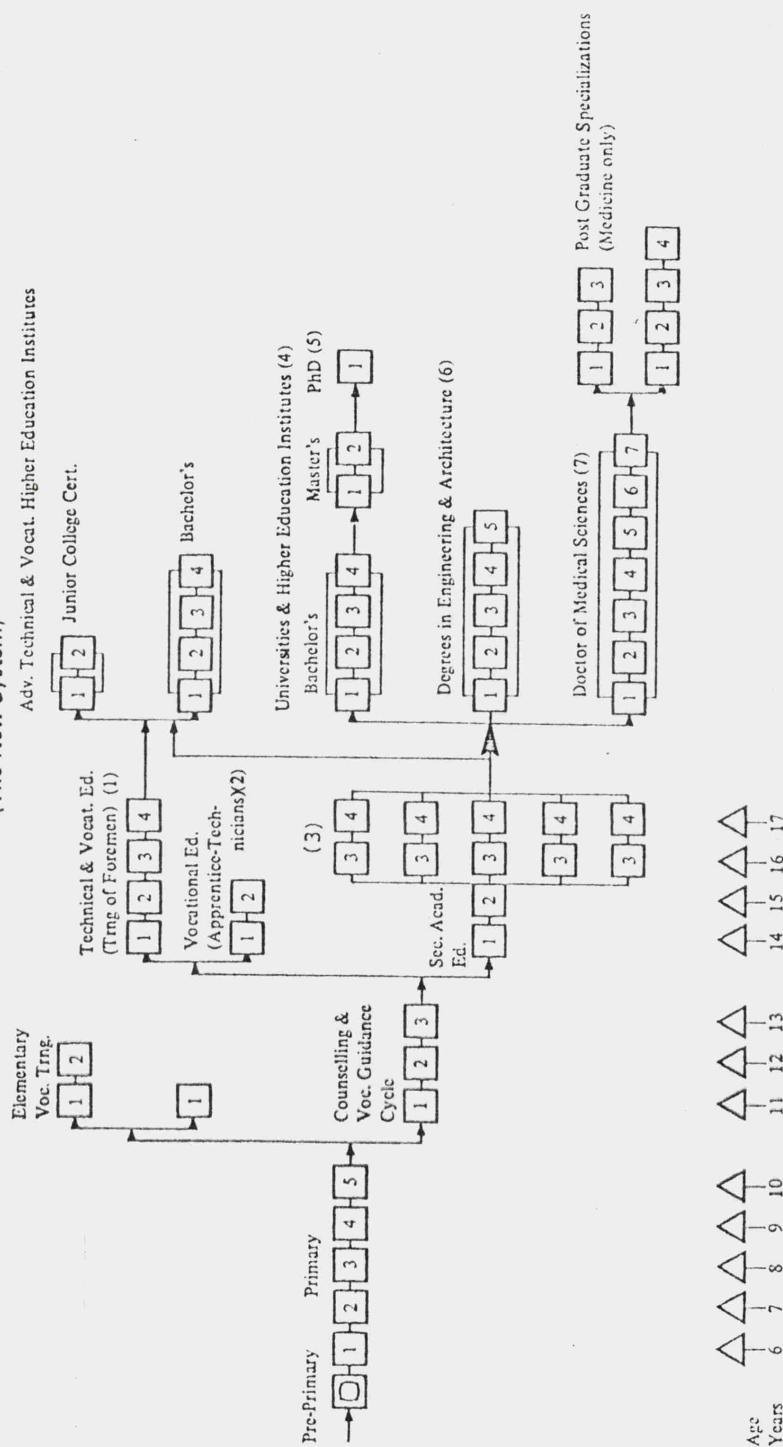 (The New System)
Adv. Technical & Vocat. Higher Education Institutes
Junior College Cert.
1 2
Bachelor's
1 2 3 4
Elementary
Voc. Trng.
1 2
1
Technical & Vocat. Ed.
(Trng of Foremen) (1)
1 2 3 4
Vocational Ed.
(Apprentice-Tech-
nicians)(2)
1 2
Universities & Higher Education Institutes (4)
Bachelor's Master's PhD (5)
1 2 3 4 1 2 1
Pre-Primary Primary
1 2 3 4 5
Counselling &
Voc. Guidance
Cycle
1 2 3
Sec. Acad.
Ed.
1 2
(3)
3 4
3 4
3 4
3 4
3 4
Degrees in Engineering & Architecture (6)
1 2 3 4 5
Doctor of Medical Sciences (7)
1 2 3 4 5 6 7
Post Graduate Specializations
(Medicine only)
1 2 3
1 2 3 4
Age
Years 6 7 8 9 10 11 12 13 14 15 16 17